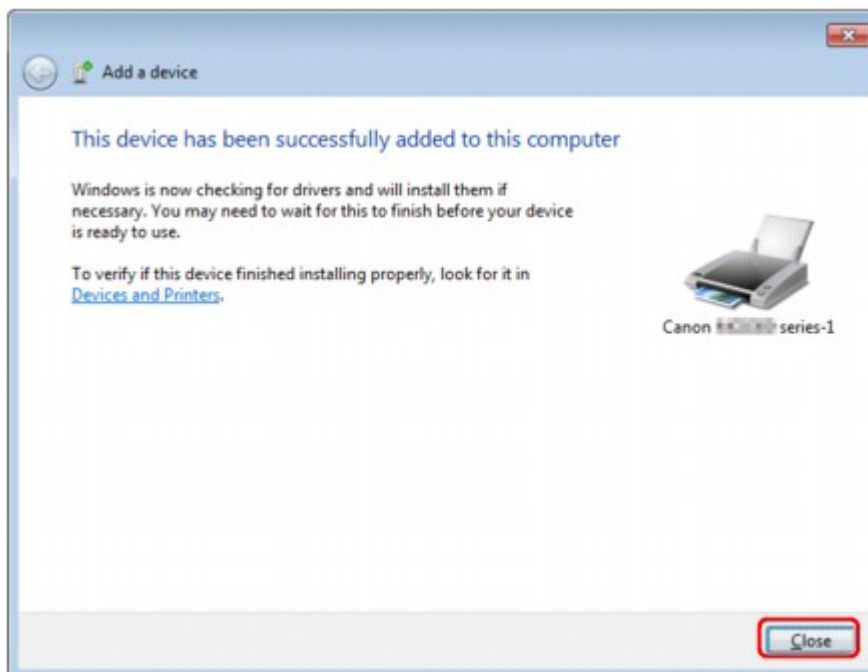 Add a device
This device has been successfully added to this computer
Windows is now checking for drivers and will install them if
necessary. You may need to wait for this to finish before your device
is ready to use.
To verify if this device finished installing properly, look for it in
Devices and Printers.
Canon series-1
Close